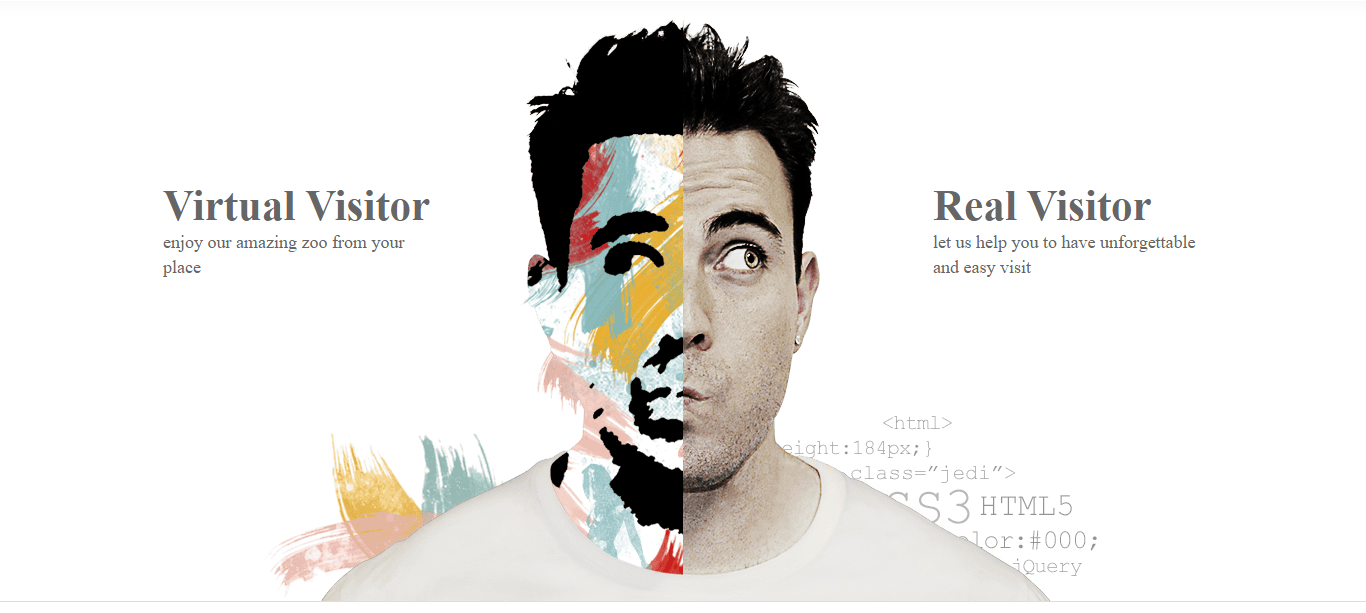 Virtual Visitor
enjoy our amazing zoo from your
place
Real Visitor
let us help you to have unforgettable
and easy visit
<html>
eight:184px;}
class=”jedi”>
SS3 HTML5
olor:#000;
jQuery